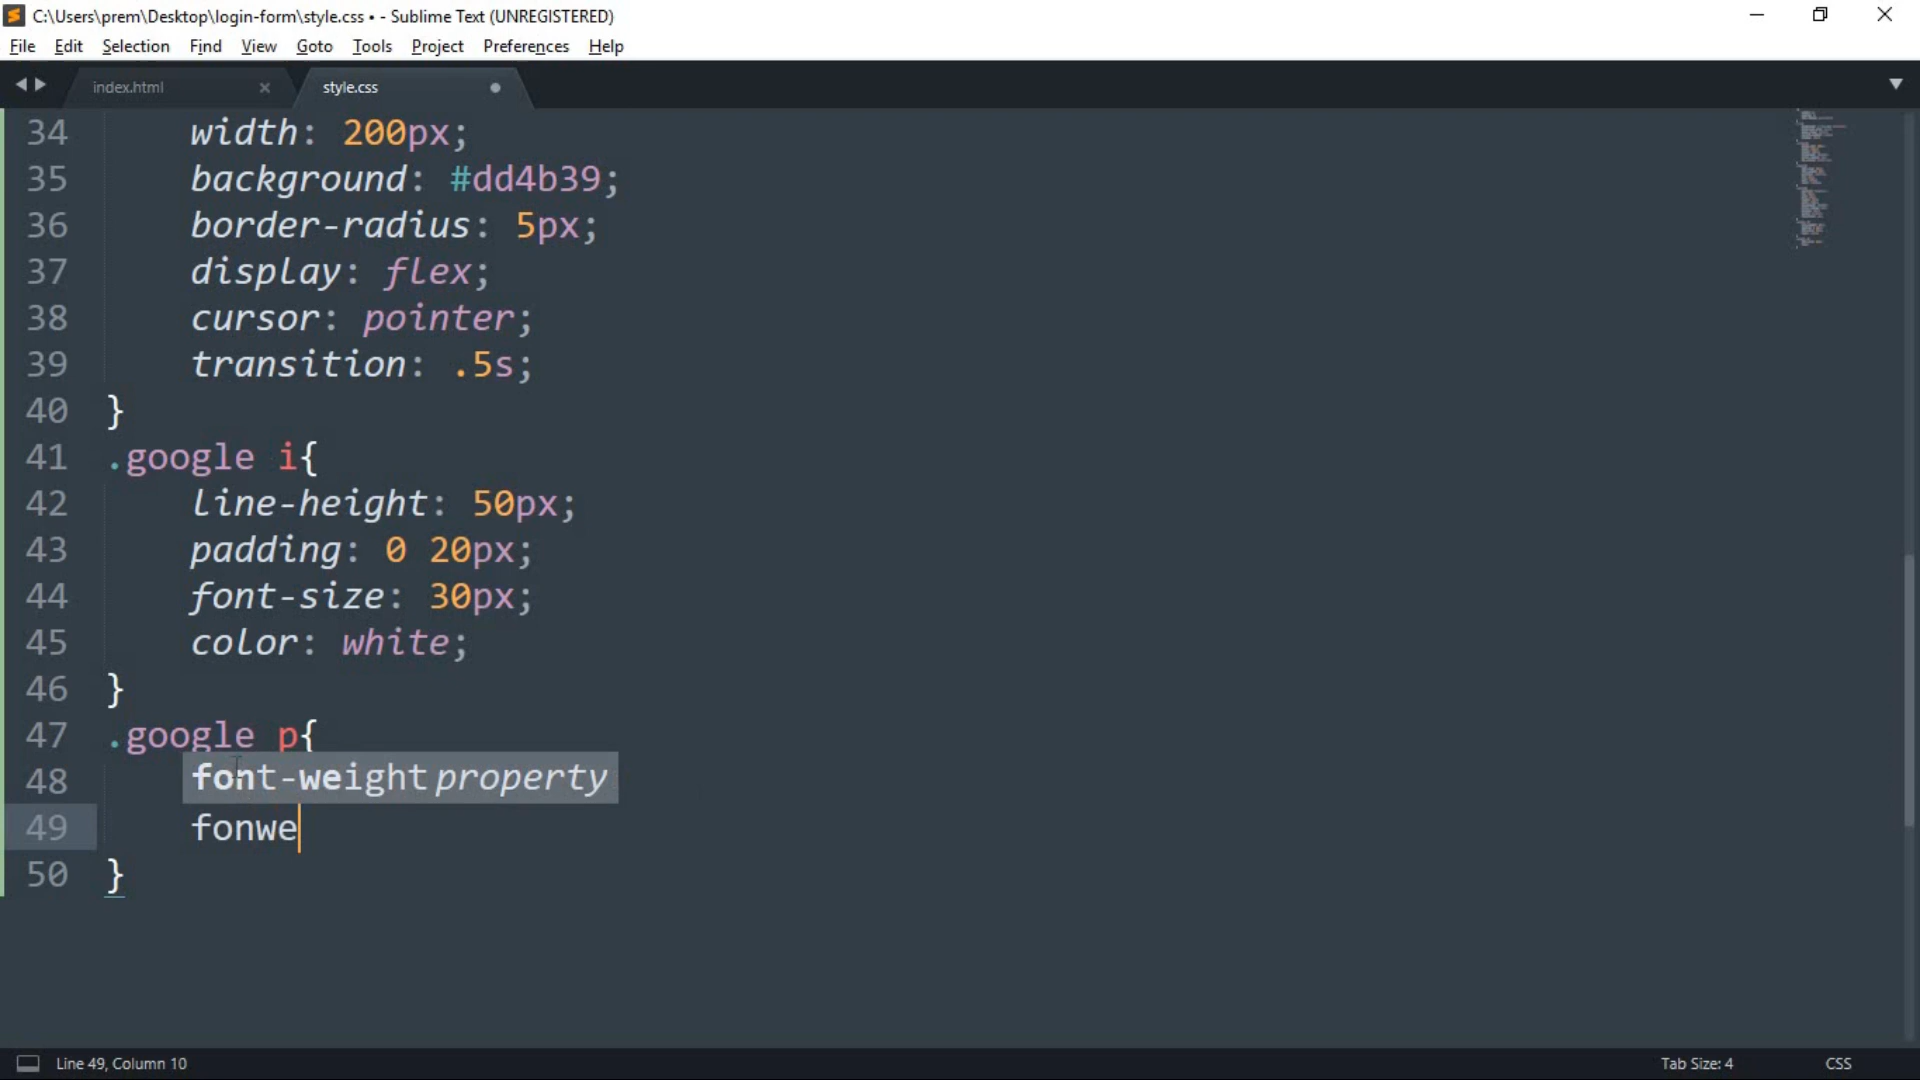 C:\Users\prem\Desktop\login-form\style.css • - Sublime Text (UNREGISTERED)
File Edit Selection Find View Goto Tools Project Preferences Help
index.html style.css
34 width: 200px;
35 background: #dd4b39;
36 border-radius: 5px;
37 display: flex;
38 cursor: pointer;
39 transition: .5s;
40 }
41 .google i{
42 line-height: 50px;
43 padding: 0 20px;
44 font-size: 30px;
45 color: white;
46 }
47 .google p{
48 font-weight property
49 fonwe
50 }
Line 49, Column 10 Tab Size: 4 CSS